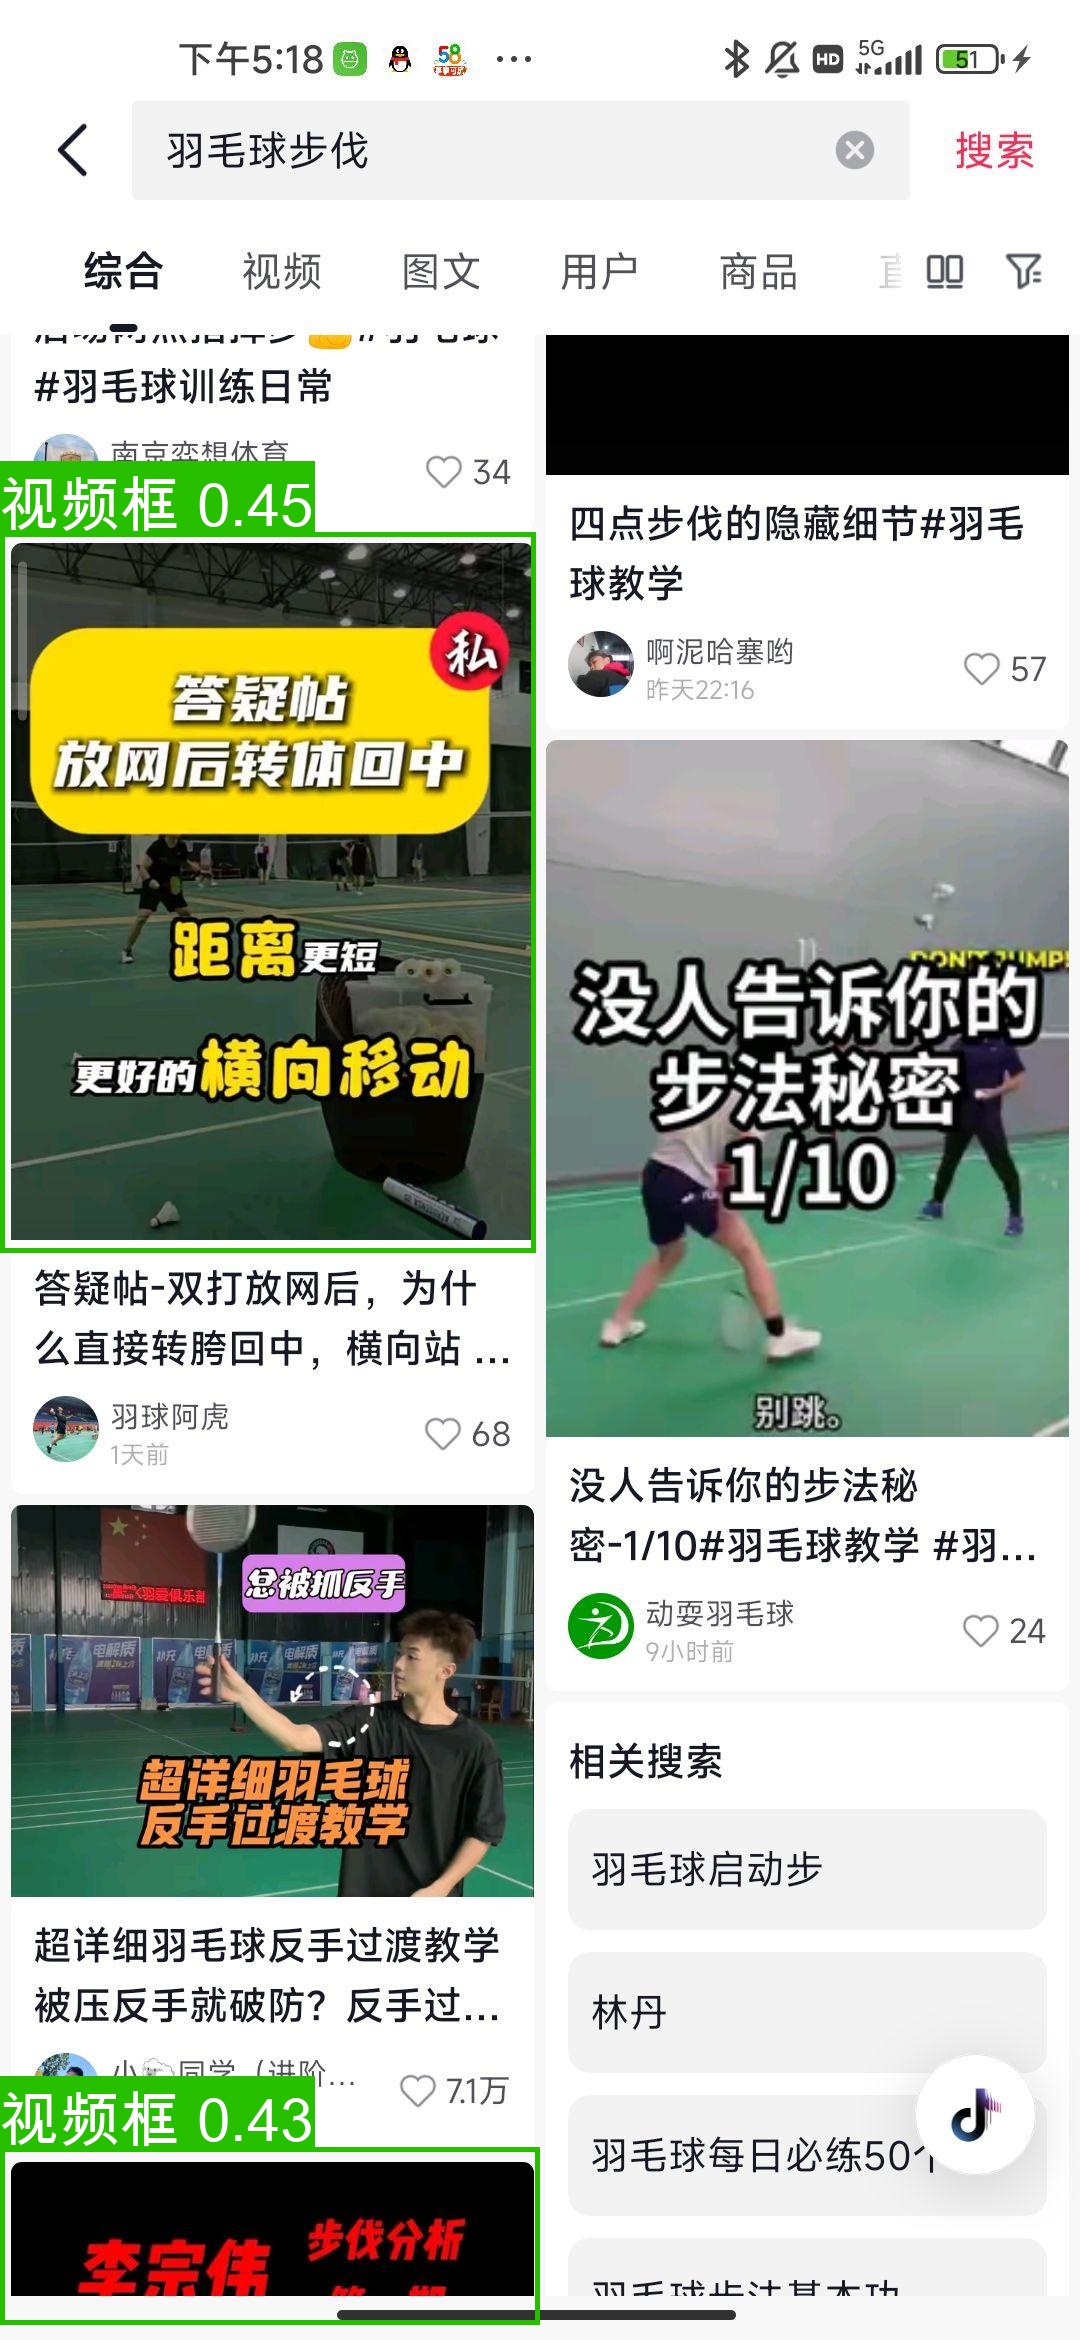 下午5:18
58
HD
5G
51
羽毛球步伐
搜索
综合
视频
图文
用户
商品
#羽毛球训练日常
南京弈想体育
34
视频框 0.45
私
答疑帖
放网后转体回中
距离更短
更好的横向移动
答疑帖-双打放网后，为什
么直接转胯回中，横向站 ...
羽球阿虎
1天前
68
总被抓反手
超详细羽毛球
反手过渡教学
超详细羽毛球反手过渡教学
被压反手就破防？反手过...
7.1万
视频框 0.43
李宗伟
步伐分析
四点步伐的隐藏细节#羽毛
球教学
啊泥哈塞哟
昨天22:16
57
DON'T JUMP!
没人告诉你的
步法秘密
1/10
别跳。
没人告诉你的步法秘
密-1/10#羽毛球教学 #羽...
动耍羽毛球
9小时前
24
相关搜索
羽毛球启动步
林丹
羽毛球每日必练50个
羽毛球步法基本功